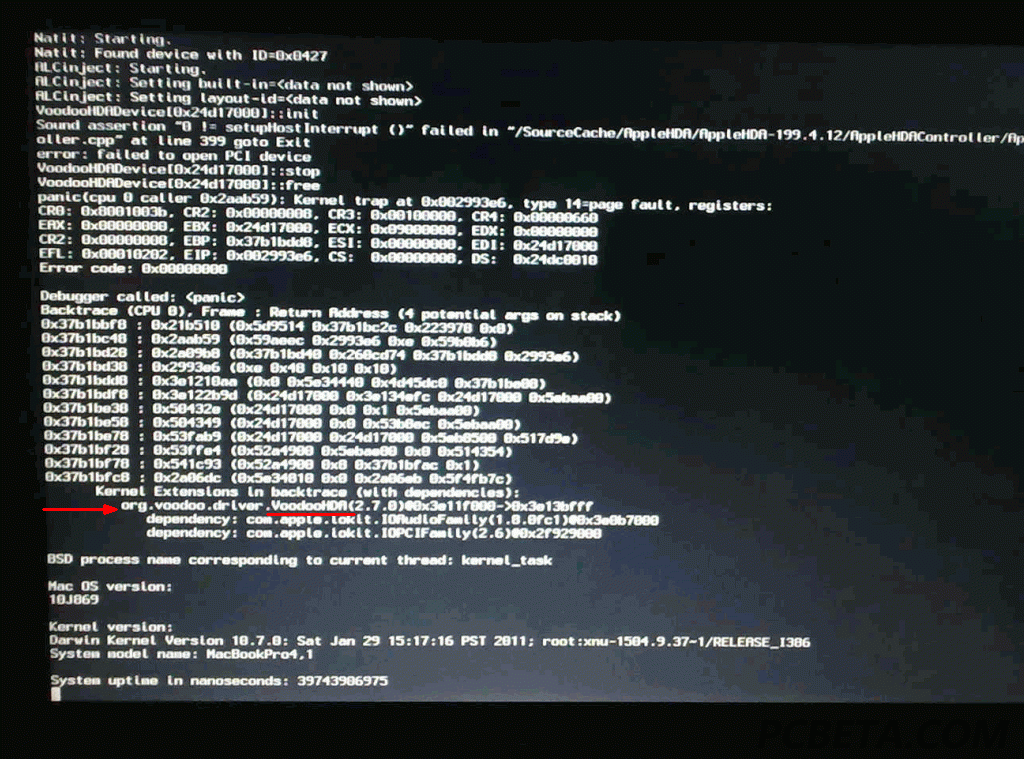 Natit: Starting.
Natit: Found device with ID=0x0427
ALCinject: Starting.
ALCinject: Setting built-in=<data not shown>
ALCinject: Setting layout-id=<data not shown>
VoodooHDADevice[0x24d17000]::init
Sound assertion "0 != setupHostInterrupt ()" failed in "/SourceCache/AppleHDA/AppleHDA-199.4.12/AppleHDAController/Ap
oller.cpp" at line 399 goto Exit
error: failed to open PCI device
VoodooHDADevice[0x24d17000]::stop
VoodooHDADevice[0x24d17000]::free
panic(cpu 0 caller 0x2aab59): Kernel trap at 0x002993e6, type 14=page fault, registers:
CR0: 0x8001003b, CR2: 0x00000008, CR3: 0x00100000, CR4: 0x00000660
EAX: 0x00000000, EBX: 0x24d17000, ECX: 0x09000000, EDX: 0x00000000
CR2: 0x00000008, EBP: 0x37b1bdd8, ESI: 0x00000000, EDI: 0x24d17000
EFL: 0x00010202, EIP: 0x002993e6, CS:  0x00000008, DS:  0x24dc0010
Error code: 0x00000000
Debugger called: <panic>
Backtrace (CPU 0), Frame : Return Address (4 potential args on stack)
0x37b1bbf8 : 0x21b510 (0x5d9514 0x37b1bc2c 0x223978 0x0)
0x37b1bc48 : 0x2aab59 (0x59aeec 0x2993e6 0xe 0x59b0b6)
0x37b1bd28 : 0x2a09b8 (0x37b1bd40 0x260cd74 0x37b1bdd8 0x2993e6)
0x37b1bd38 : 0x2993e6 (0xe 0x48 0x10 0x10)
0x37b1bdd8 : 0x3e1210aa (0x0 0x5e34440 0x4d45dc0 0x37b1be00)
0x37b1bdf8 : 0x3e122b9d (0x24d17000 0x3e134efc 0x24d17000 0x5ebaa00)
0x37b1be38 : 0x50432e (0x24d17000 0x0 0x1 0x5ebaa00)
0x37b1be58 : 0x504349 (0x24d17000 0x0 0x53b0ec 0x5ebaa00)
0x37b1be78 : 0x53fab9 (0x24d17000 0x24d17000 0x5eb0500 0x517d9e)
0x37b1bf28 : 0x53ffe4 (0x52a4900 0x5ebae00 0x0 0x514354)
0x37b1bf78 : 0x541c93 (0x52a4900 0x0 0x37b1bfac 0x1)
0x37b1bfc8 : 0x2a06dc (0x5e34010 0x0 0x2a06eb 0x5f4fb7c)
Kernel Extensions in backtrace (with dependencies):
org.voodoo.driver.VoodooHDA(2.7.0)@0x3e11f000->0x3e13bfff
dependency: com.apple.iokit.IOAudioFamily(1.8.0fc1)@0x3e0b7000
dependency: com.apple.iokit.IOPCIFamily(2.6)@0x2f929000
BSD process name corresponding to current thread: kernel_task
Mac OS version:
10J869
Kernel version:
Darwin Kernel Version 10.7.0: Sat Jan 29 15:17:16 PST 2011; root:xnu-1504.9.37~1/RELEASE_I386
System model name: MacBookPro4,1
System uptime in nanoseconds: 39743906975
PCBETA.COM